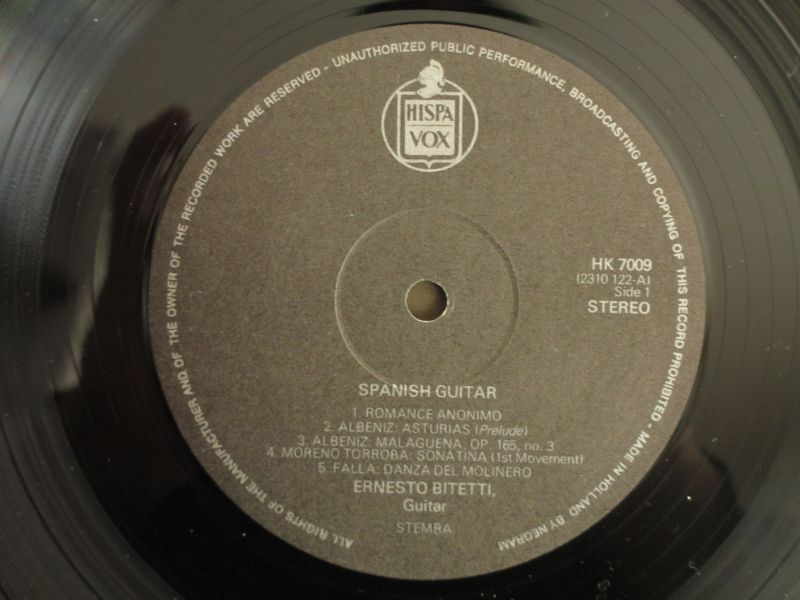 ALL RIGHTS OF THE MANUFACTURER AND OF THE OWNER OF THE RECORDED WORK ARE RESERVED - UNAUTHORIZED PUBLIC PERFORMANCE, BROADCASTING AND COPYING OF THIS RECORD PROHIBITED - MADE IN HOLLAND BY NEGRAM
HISPA
VOX
HK 7009
(2310 122-A)
Side 1
STEREO
SPANISH GUITAR
1. ROMANCE ANONIMO
2. ALBENIZ: ASTURIAS (Prelude)
3. ALBENIZ: MALAGUENA, OP. 165, no. 3
4. MORENO TORROBA: SONATINA (1st Movement)
5. FALLA: DANZA DEL MOLINERO
ERNESTO BITETTI,
Guitar
STEMRA